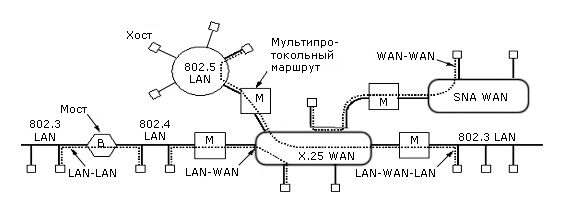 Хост
802.5
LAN
Мультипро-
токольный
маршрут
WAN-WAN
M
M
SNA WAN
Мост
802.3
LAN
802.4
LAN
B
M
M
802.3 LAN
X.25 WAN
LAN-LAN
LAN-WAN
LAN-WAN-LAN